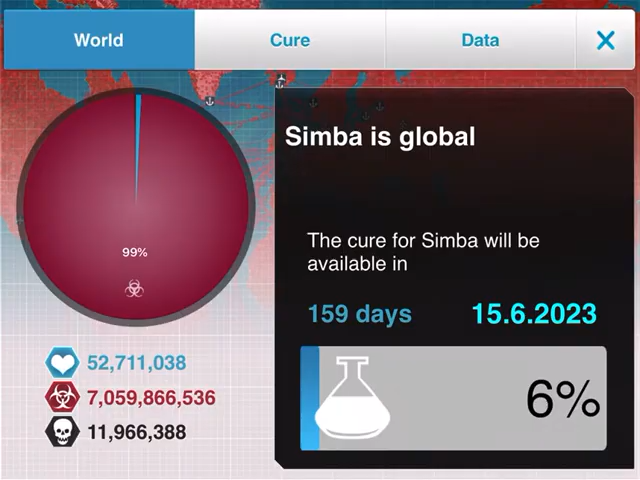 World
Cure
Data
X
Simba is global
The cure for Simba will be
available in
159 days
15.6.2023
99%
52,711,038
7,059,866,536
11,966,388
6%